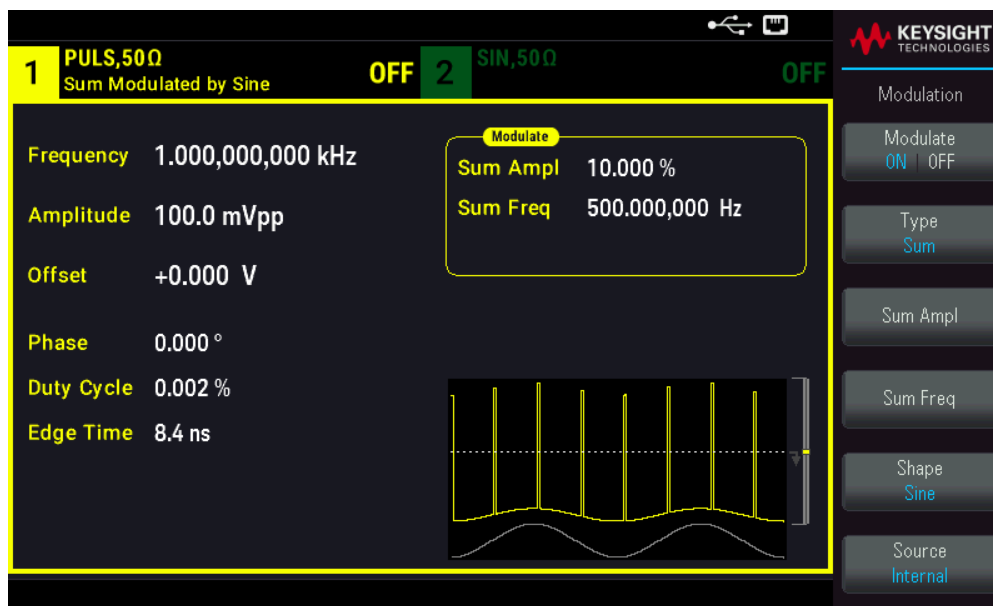 KEYSIGHT
TECHNOLOGIES
1
PULS,50Ω
Sum Modulated by Sine
OFF
2
SIN,50Ω
OFF
Frequency 1.000,000,000 kHz
Amplitude 100.0 mVpp
Offset +0.000 V
Phase 0.000 °
Duty Cycle 0.002 %
Edge Time 8.4 ns
Modulate
Sum Ampl 10.000 %
Sum Freq 500.000,000 Hz
Modulation
Modulate
ON | OFF
Type
Sum
Sum Ampl
Sum Freq
Shape
Sine
Source
Internal